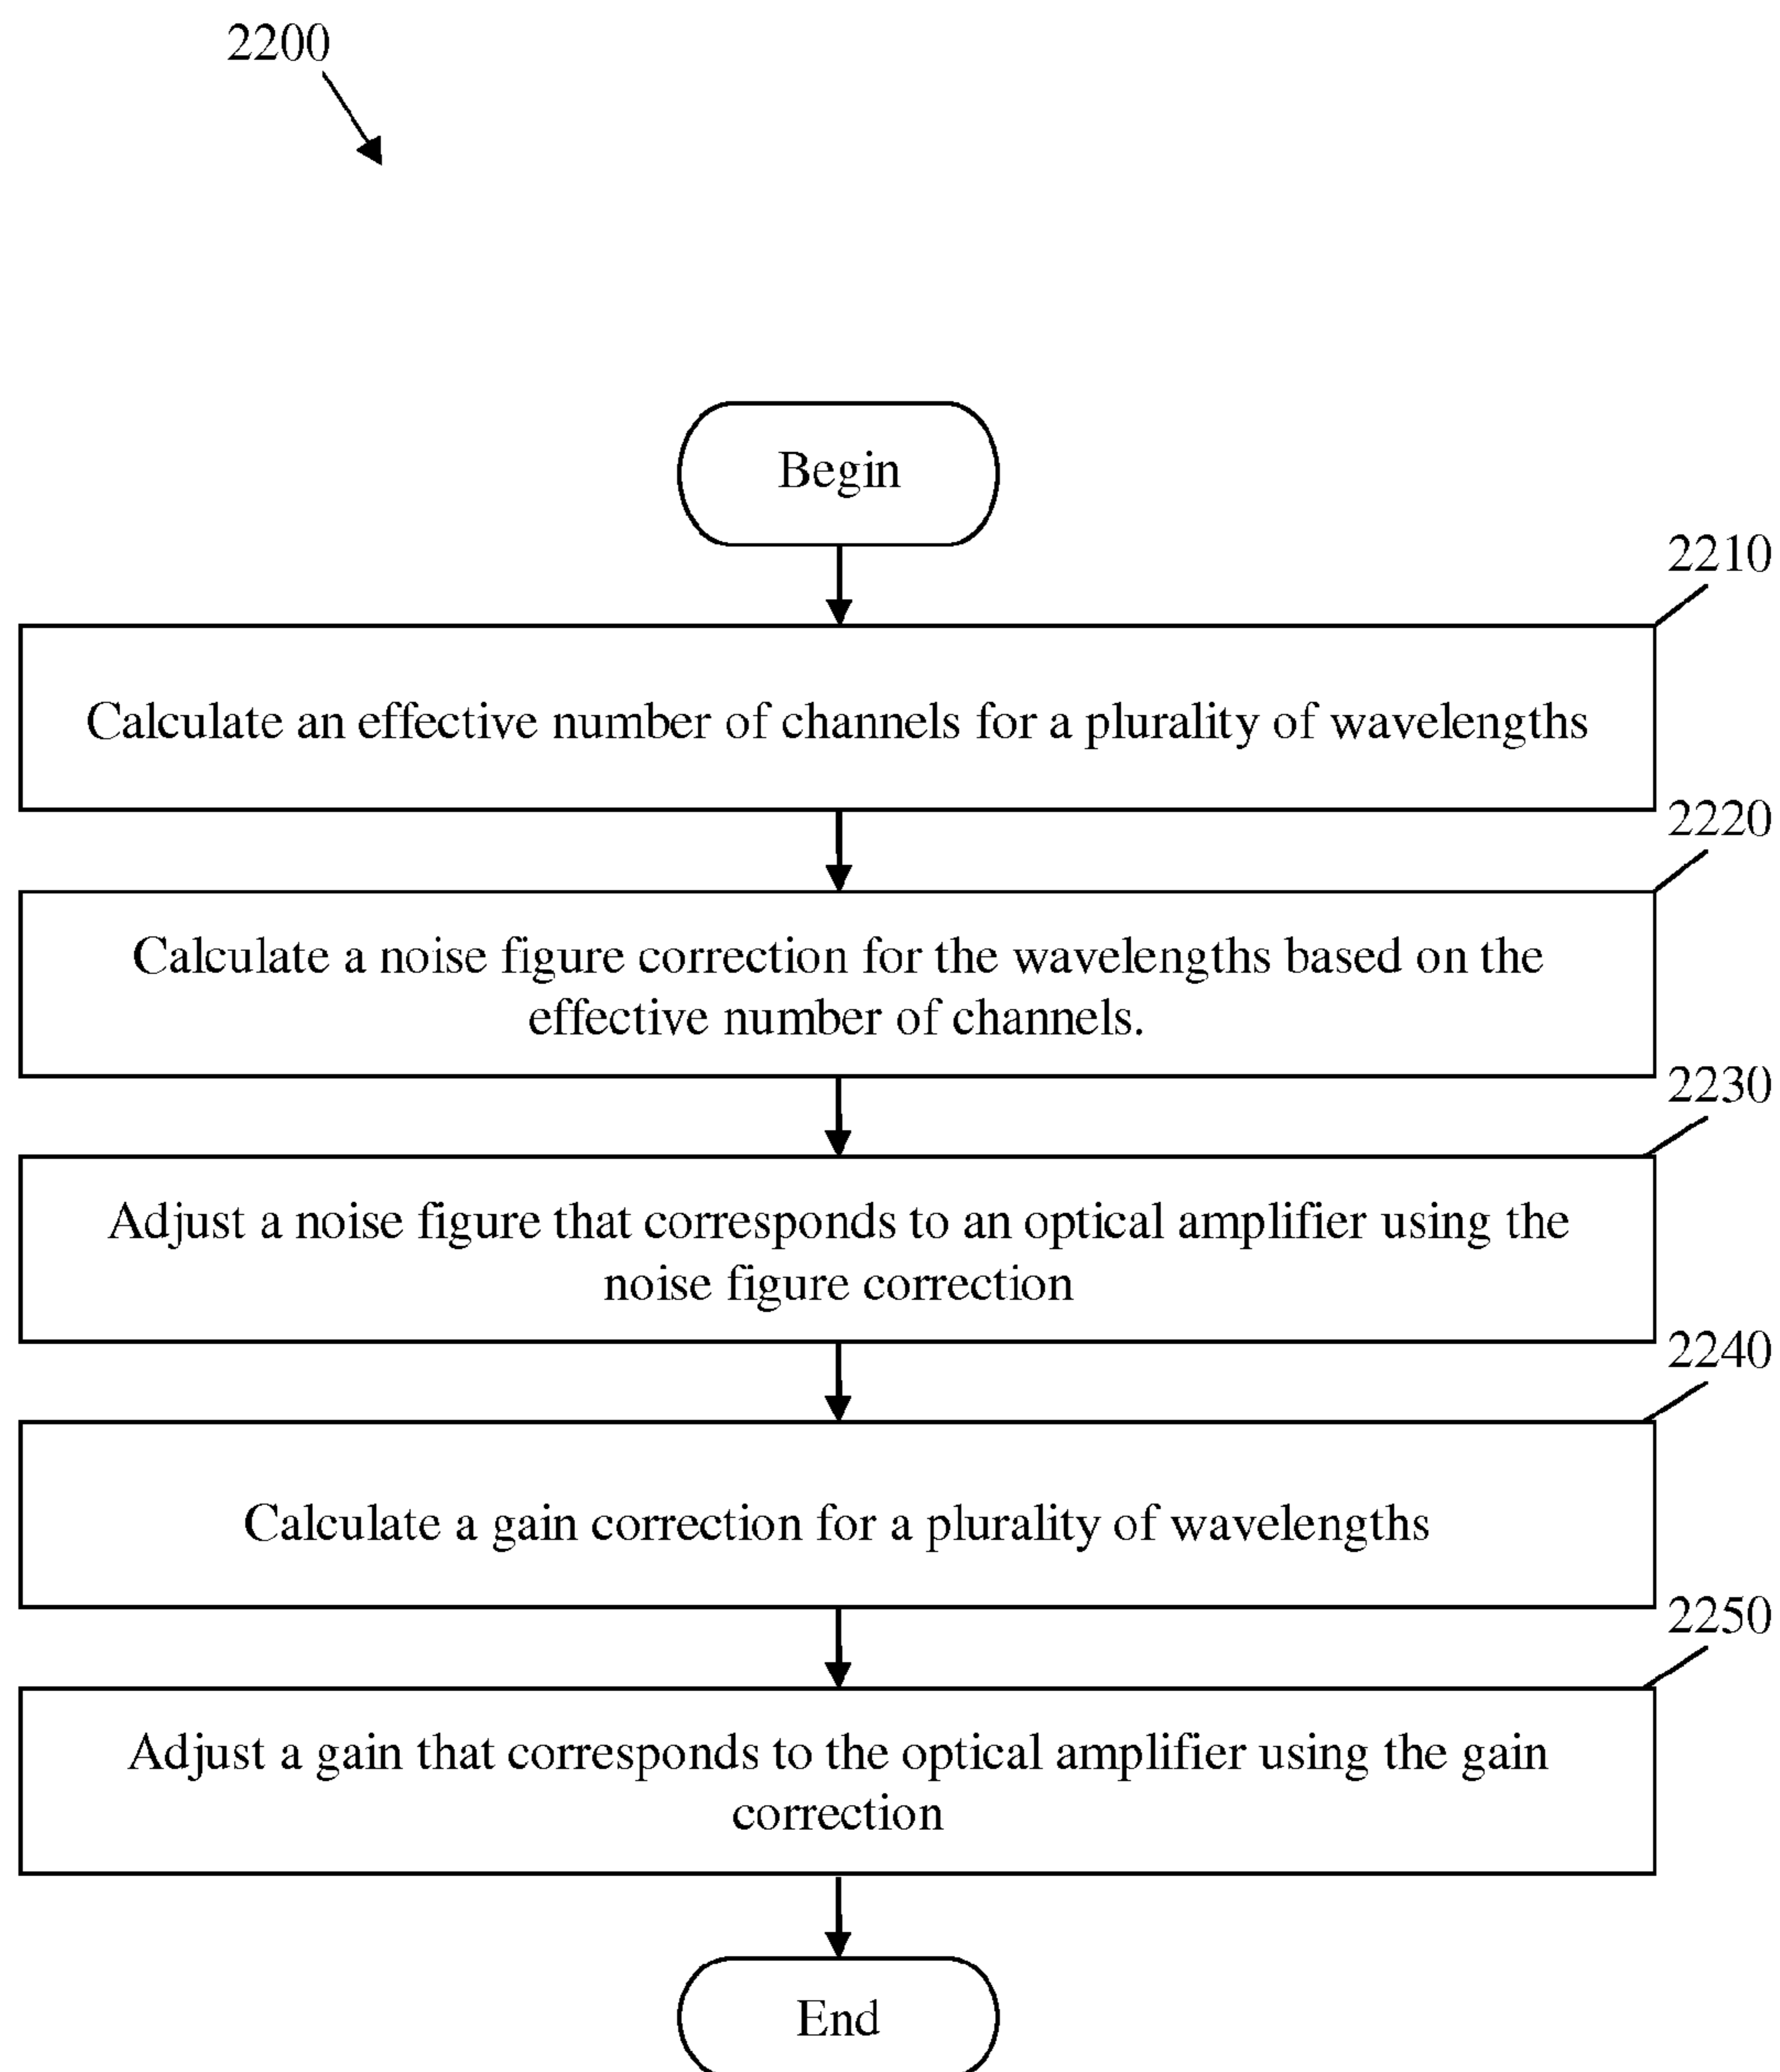 2200
Begin
2210
Calculate an effective number of channels for a plurality of wavelengths
2220
Calculate a noise figure correction for the wavelengths based on the
effective number of channels.
2230
Adjust a noise figure that corresponds to an optical amplifier using the
noise figure correction
2240
Calculate a gain correction for a plurality of wavelengths
2250
Adjust a gain that corresponds to the optical amplifier using the gain
correction
End